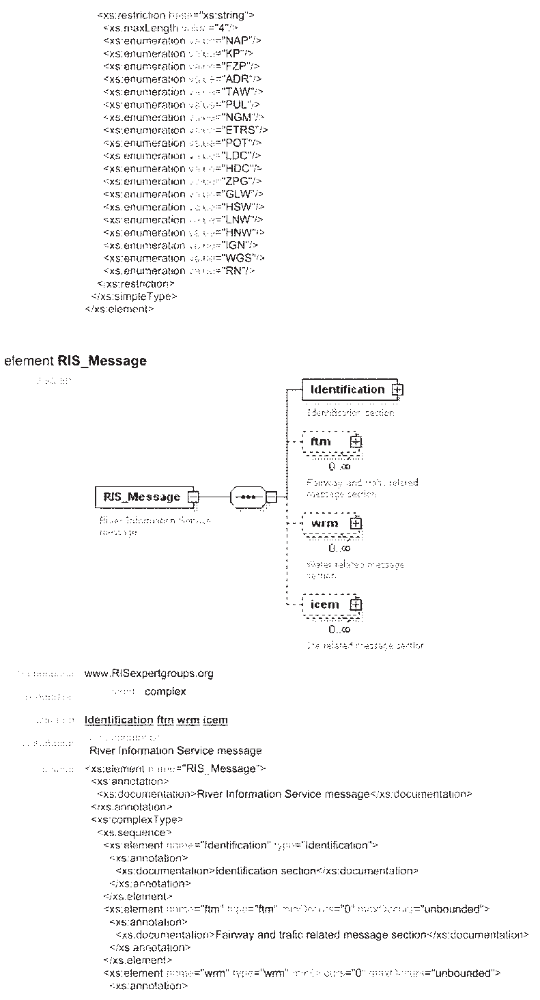 <xs:restriction base="xs:string">
<xs:maxLength value="4"/>
<xs:enumeration value="NAP"/>
<xs:enumeration value="KP"/>
<xs:enumeration value="FZP"/>
<xs:enumeration value="ADR"/>
<xs:enumeration value="TAW"/>
<xs:enumeration value="PUL"/>
<xs:enumeration value="NGM"/>
<xs:enumeration value="ETRS"/>
<xs:enumeration value="POT"/>
<xs:enumeration value="LDC"/>
<xs:enumeration value="HDC"/>
<xs:enumeration value="ZPG"/>
<xs:enumeration value="GLW"/>
<xs:enumeration value="HSW"/>
<xs:enumeration value="LNW"/>
<xs:enumeration value="HNW"/>
<xs:enumeration value="IGN"/>
<xs:enumeration value="WGS"/>
<xs:enumeration value="RN"/>
</xs:restriction>
</xs:simpleType>
</xs:element>
element RIS_Message
diagram
Identification
Identification section
ftm
0..∞
Fairway and trafic related
message section
RIS_Message
River Information Service
message
wrm
0..∞
Water related message
section
icem
0..∞
Ice related message section
namespace www.RISexpertgroups.org
properties content complex
children Identification ftm wrm icem
annotation documentation
River Information Service message
source <xs:element name="RIS_Message">
<xs:annotation>
<xs:documentation>River Information Service message</xs:documentation>
</xs:annotation>
<xs:complexType>
<xs:sequence>
<xs:element name="Identification" type="Identification">
<xs:annotation>
<xs:documentation>Identification section</xs:documentation>
</xs:annotation>
</xs:element>
<xs:element name="ftm" type="ftm" minOccurs="0" maxOccurs="unbounded">
<xs:annotation>
<xs:documentation>Fairway and trafic related message section</xs:documentation>
</xs:annotation>
</xs:element>
<xs:element name="wrm" type="wrm" minOccurs="0" maxOccurs="unbounded">
<xs:annotation>